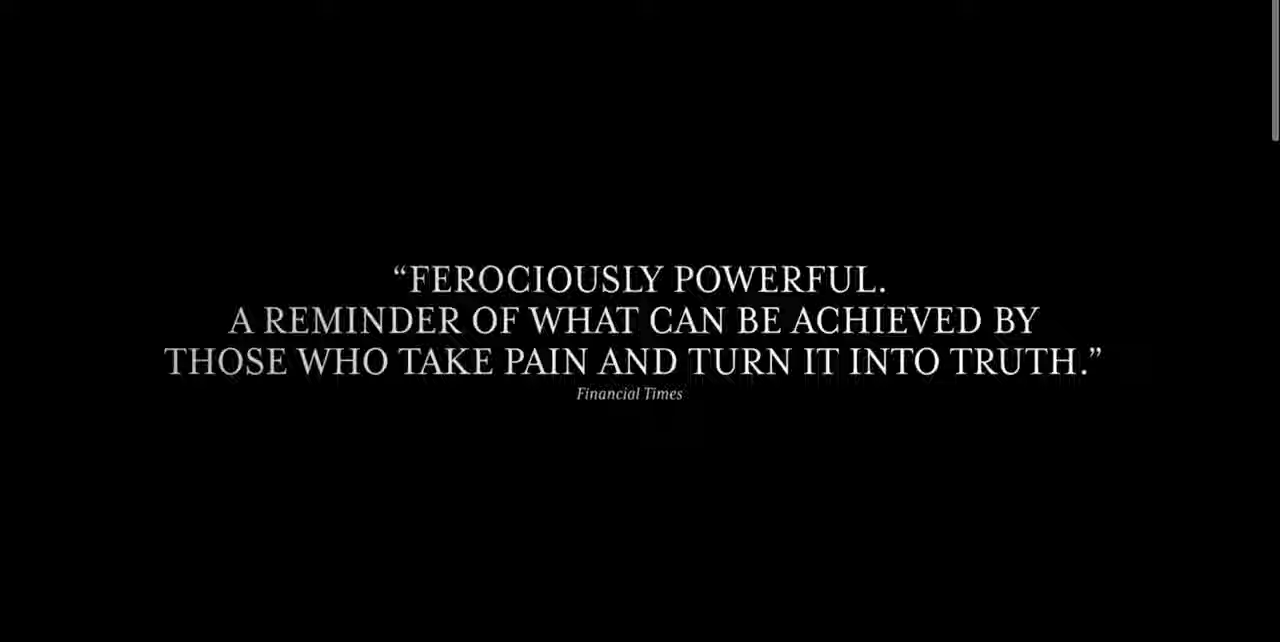 “FEROCIOUSLY POWERFUL.
A REMINDER OF WHAT CAN BE ACHIEVED BY
THOSE WHO TAKE PAIN AND TURN IT INTO TRUTH.”
Financial Times